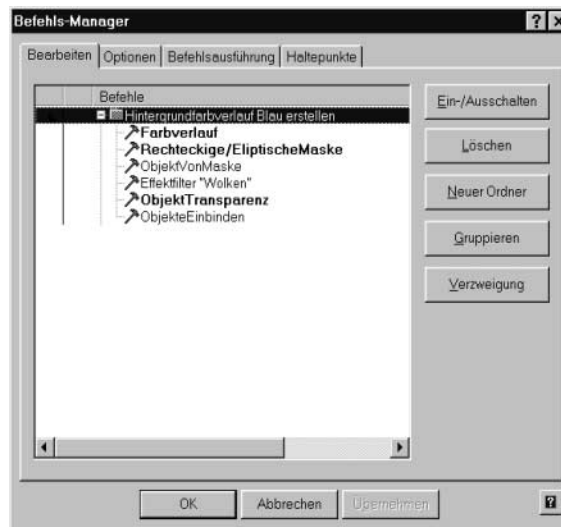 Befehls-Manager
Bearbeiten Optionen Befehlsausführung Haltepunkte
Befehle
Hintergrundfarbverlauf Blau erstellen
Farbverlauf
Rechteckige/EliptischeMaske
ObjektVonMaske
Effektfilter "Wolken"
ObjektTransparenz
ObjekteEinbinden
Ein-/Ausschalten
Löschen
Neuer Ordner
Gruppieren
Verzweigung
OK Abbrechen Übernehmen